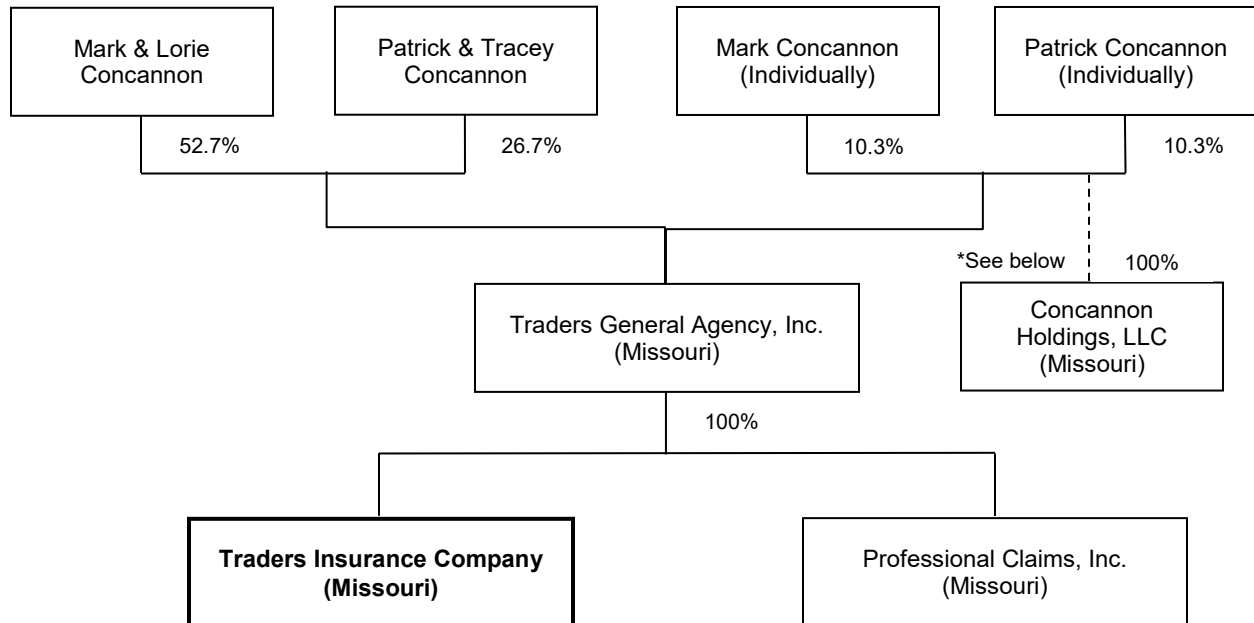 Mark & Lorie
Concannon
Patrick & Tracey
Concannon
Mark Concannon
(Individually)
Patrick Concannon
(Individually)
52.7%
26.7%
10.3%
10.3%
*See below
100%
Traders General Agency, Inc.
(Missouri)
Concannon
Holdings, LLC
(Missouri)
100%
Traders Insurance Company
(Missouri)
Professional Claims, Inc.
(Missouri)